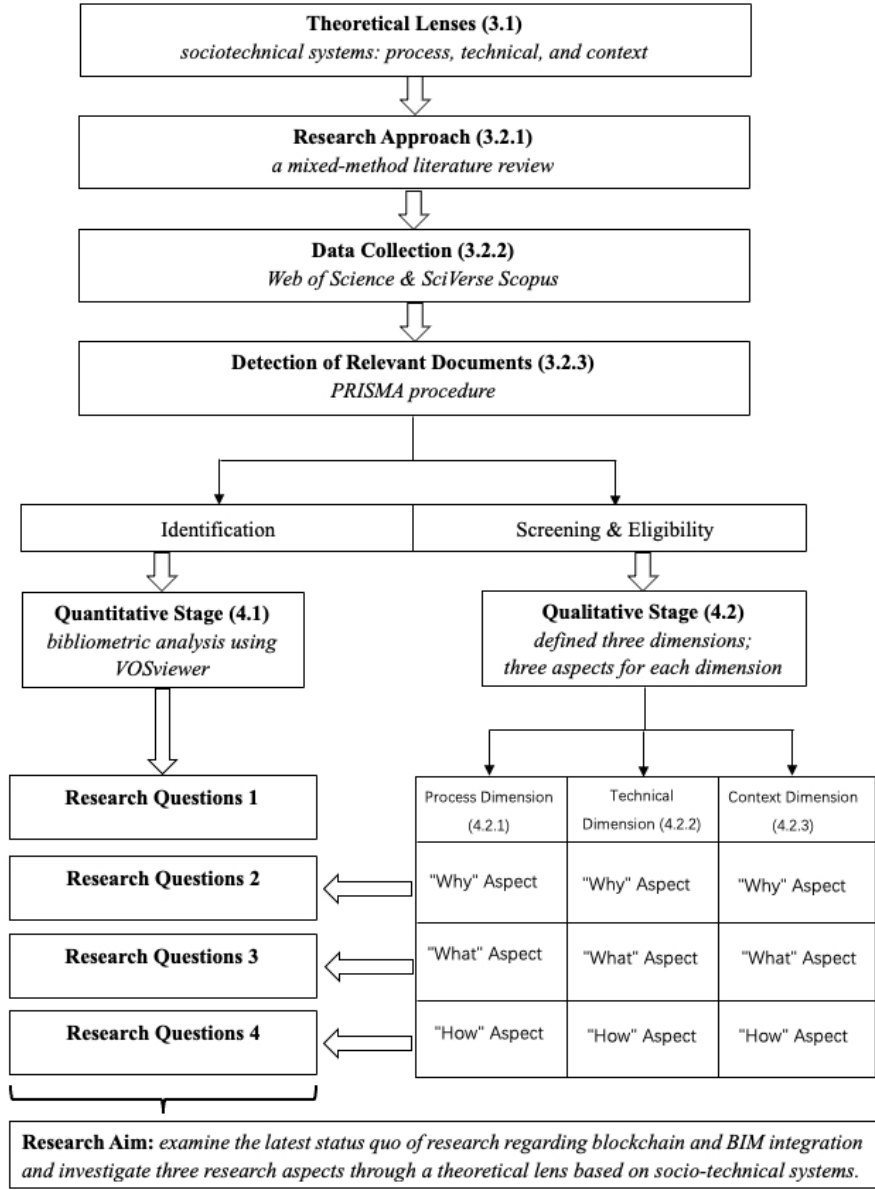 Theoretical Lenses (3.1)
sociotechnical systems: process, technical, and context
Research Approach (3.2.1)
a mixed-method literature review
Data Collection (3.2.2)
Web of Science & SciVerse Scopus
Detection of Relevant Documents (3.2.3)
PRISMA procedure
Identification
Screening & Eligibility
Quantitative Stage (4.1)
bibliometric analysis using
VOSviewer
Qualitative Stage (4.2)
defined three dimensions;
three aspects for each dimension
Research Questions 1
Process Dimension
(4.2.1)
Technical
Dimension (4.2.2)
Context Dimension
(4.2.3)
Research Questions 2
"Why" Aspect
"Why" Aspect
"Why" Aspect
Research Questions 3
"What" Aspect
"What" Aspect
"What" Aspect
Research Questions 4
"How" Aspect
"How" Aspect
"How" Aspect
Research Aim: examine the latest status quo of research regarding blockchain and BIM integration
and investigate three research aspects through a theoretical lens based on socio-technical systems.